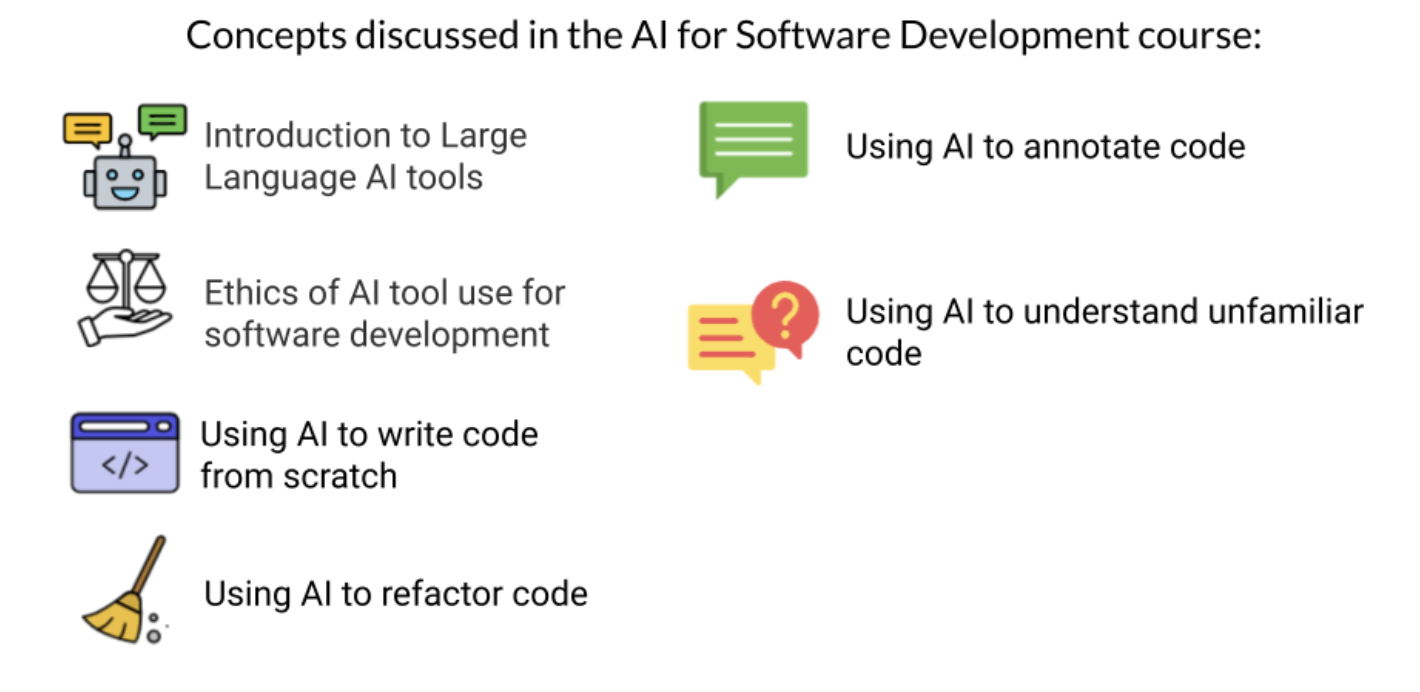 Concepts discussed in the AI for Software Development course:
Introduction to Large
Language AI tools
Ethics of AI tool use for
software development
Using AI to write code
from scratch
</>
Using AI to refactor code
Using AI to annotate code
?
Using AI to understand unfamiliar
code